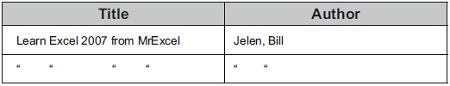 Title Author
Learn Excel 2007 from MrExcel Jelen, Bill
“ “ “ “ “ “